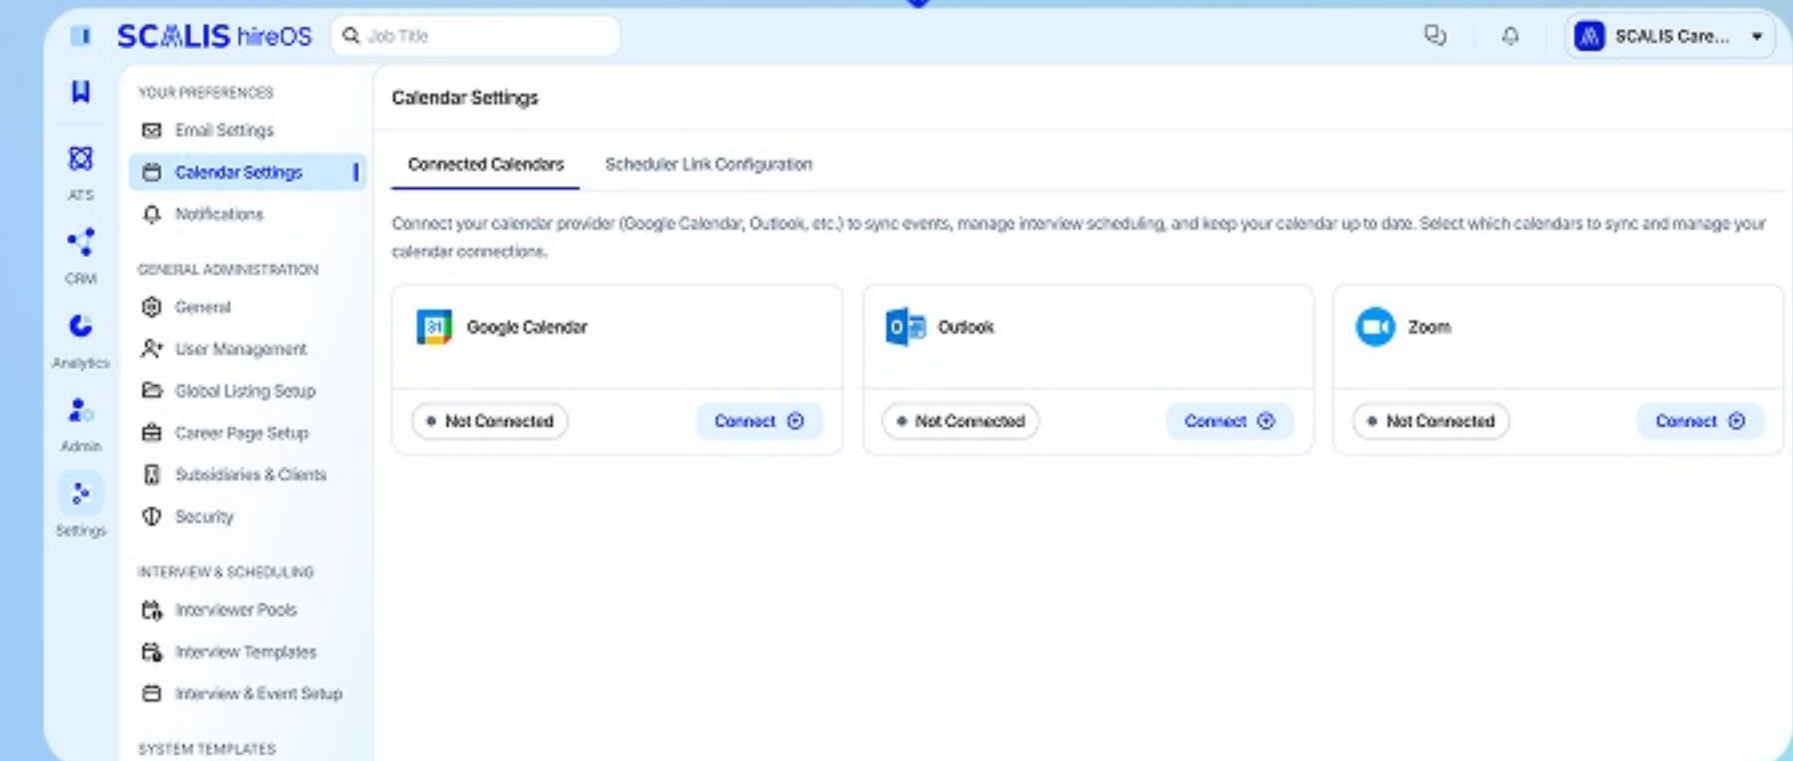 SCALIS hireOS
Job Title
SCALIS Care...
YOUR PREFERENCES
Email Settings
Calendar Settings
Notifications
GENERAL ADMINISTRATION
General
User Management
Global Listing Setup
Career Page Setup
Subsidiaries & Clients
Security
INTERVIEW & SCHEDULING
Interviewer Pools
Interview Templates
Interview & Event Setup
SYSTEM TEMPLATES
ATS
CRM
Analytics
Admin
Settings
Calendar Settings
Connected Calendars
Scheduler Link Configuration
Connect your calendar provider (Google Calendar, Outlook, etc.) to sync events, manage interview scheduling, and keep your calendar up to date. Select which calendars to sync and manage your
calendar connections.
31
Google Calendar
Not Connected
Connect
O
Outlook
Not Connected
Connect
Zoom
Not Connected
Connect